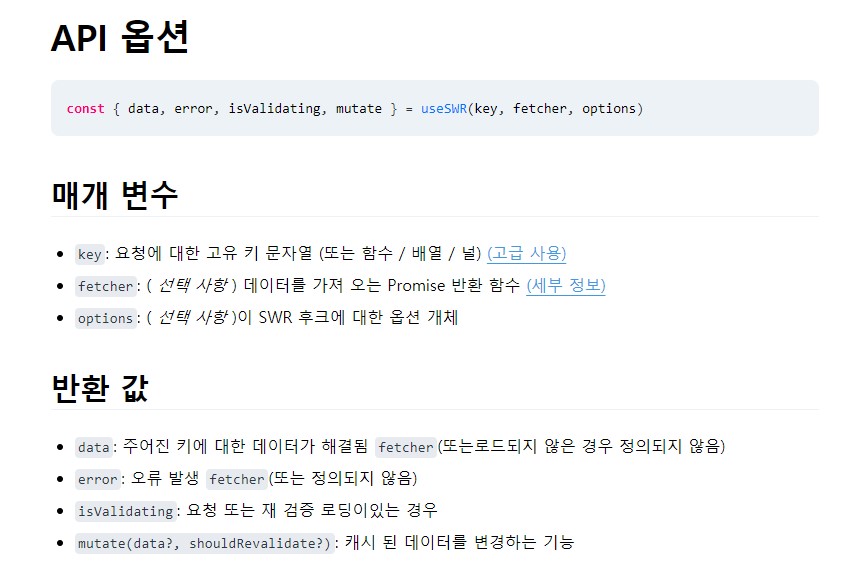 API 옵션
const { data, error, isValidating, mutate } = useSWR(key, fetcher, options)
매개 변수
key: 요청에 대한 고유 키 문자열 (또는 함수 / 배열 / 널) (고급 사용)
fetcher: ( 선택 사항 ) 데이터를 가져 오는 Promise 반환 함수 (세부 정보)
options: ( 선택 사항 )이 SWR 후크에 대한 옵션 개체
반환 값
data: 주어진 키에 대한 데이터가 해결됨 fetcher(또는로드되지 않은 경우 정의되지 않음)
error: 오류 발생 fetcher(또는 정의되지 않음)
isValidating: 요청 또는 재 검증 로딩이있는 경우
mutate(data?, shouldRevalidate?): 캐시 된 데이터를 변경하는 기능